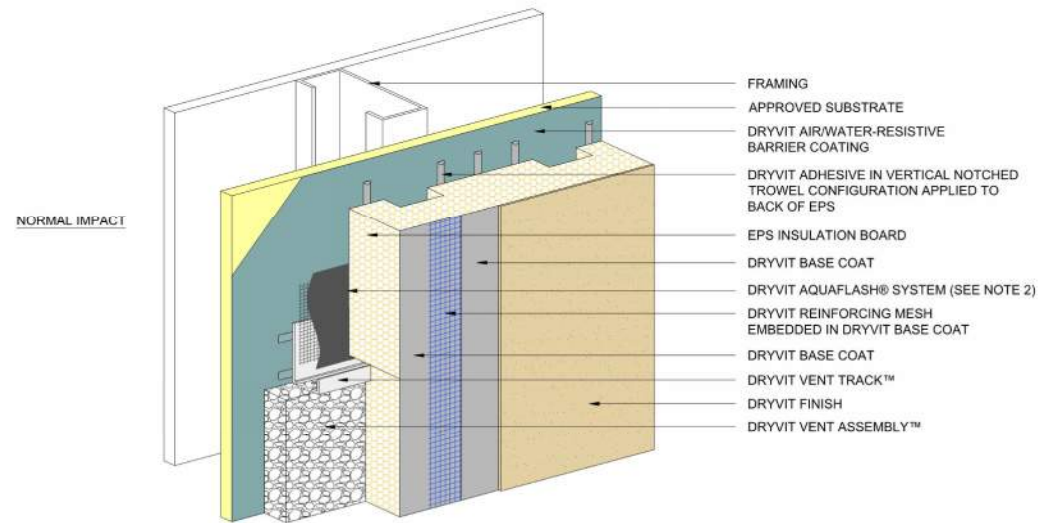 NORMAL IMPACT
FRAMING
APPROVED SUBSTRATE
DRYVIT AIR/WATER-RESISTIVE
BARRIER COATING
DRYVIT ADHESIVE IN VERTICAL NOTCHED
TROWEL CONFIGURATION APPLIED TO
BACK OF EPS
EPS INSULATION BOARD
DRYVIT BASE COAT
DRYVIT AQUAFLASH® SYSTEM (SEE NOTE 2)
DRYVIT REINFORCING MESH
EMBEDDED IN DRYVIT BASE COAT
DRYVIT BASE COAT
DRYVIT VENT TRACK™
DRYVIT FINISH
DRYVIT VENT ASSEMBLY™